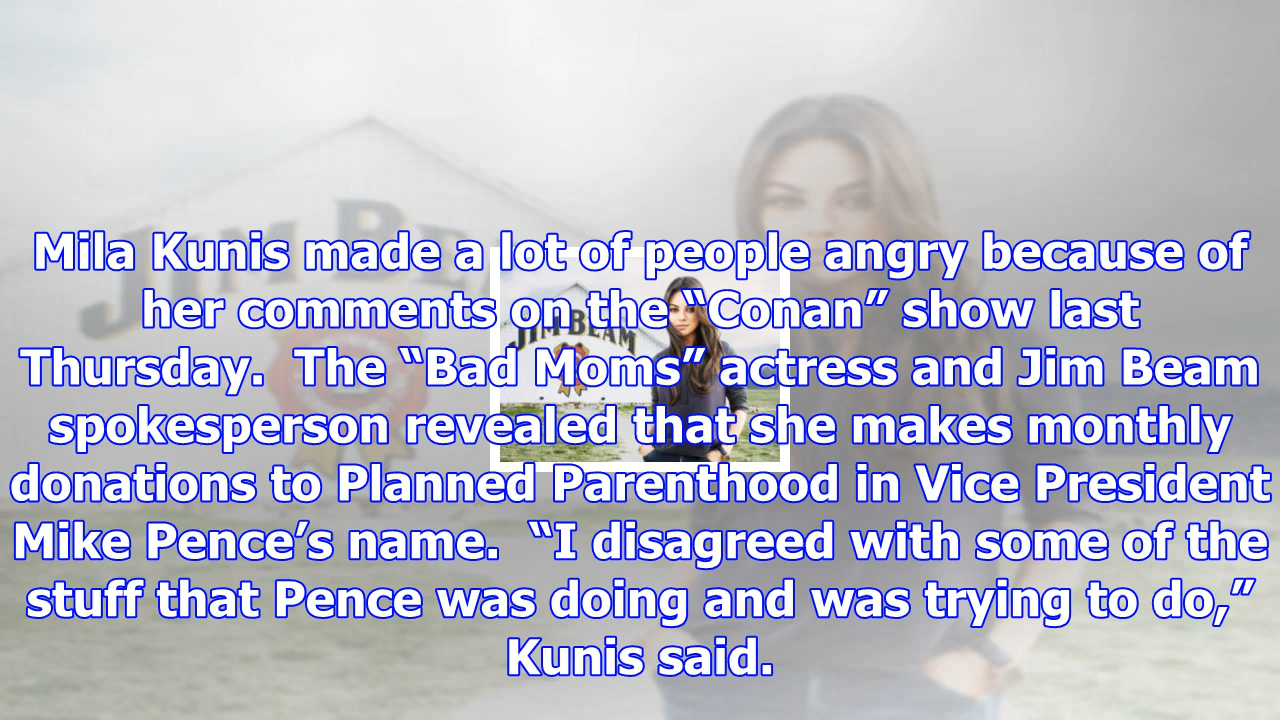 Mila Kunis made a lot of people angry because of
her comments on the “Conan” show last
Thursday.  The “Bad Moms” actress and Jim Beam
spokesperson revealed that she makes monthly
donations to Planned Parenthood in Vice President
Mike Pence’s name.  “I disagreed with some of the
stuff that Pence was doing and was trying to do,”
Kunis said.
JIM BEAM